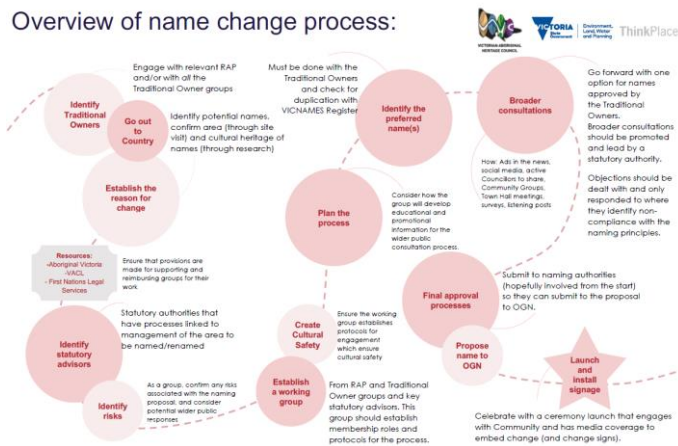 Overview of name change process:
VICTORIAN ABORIGINAL
HERITAGE COUNCIL
VICTORIA
State
Government
Environment,
Land, Water
and Planning
ThinkPlace
Identify
Traditional
Owners
Engage with relevant RAP
and/or with all the
Traditional Owner groups
Go out
to
Country
Identify potential names,
confirm area (through site
visit) and cultural heritage of
names (through research)
Establish the
reason for
change
Resources:
-Aboriginal Victoria
-VACL
- First Nations Legal
Services
Ensure that provisions are
made for supporting and
reimbursing groups for their
work
Identify
statutory
advisors
Statutory authorities that
have processes linked to
management of the area to
be named/renamed
Identify
risks
As a group, confirm any risks
associated with the naming
proposal, and consider
potential wider public
responses
Establish
a working
group
From RAP and Traditional
Owner groups and key
statutory advisors. This
group should establish
membership roles and
protocols for the process.
Create
Cultural
Safety
Ensure the working
group establishes
protocols for
engagement
which ensure
cultural safety
Plan the
process
Consider how the
group will develop
educational and
promotional
information for the
wider public
consultation process.
Must be done with the
Traditional Owners
and check for
duplication with
VICNAMES Register
Identify the
preferred
name(s)
Broader
consultations
How: Ads in the news,
social media, active
Councillors to share,
Community Groups,
Town Hall meetings,
surveys, listening posts
Go forward with one
option for names
approved by
the Traditional
Owners.
Broader consultations
should be promoted
and lead by a
statutory authority.
Objections should be
dealt with and only
responded to where
they identify non-
compliance with the
naming principles.
Final approval
processes
Submit to naming authorities
(hopefully involved from the start)
so they can submit to the proposal
to OGN.
Propose
name to
OGN
Launch
and
install
signage
Celebrate with a ceremony launch that engages
with Community and has media coverage to
embed change (and change signs).